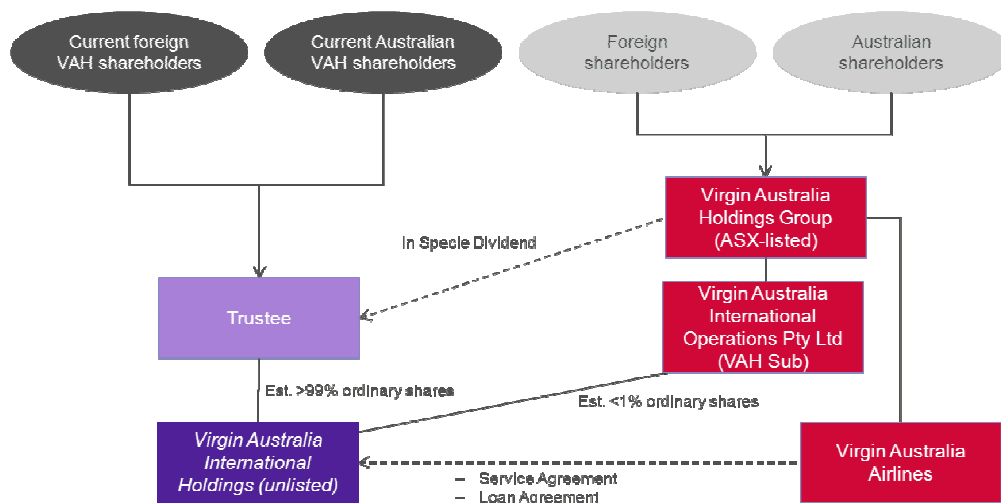 Current foreign
VAH shareholders
Current Australian
VAH shareholders
Foreign
shareholders
Australian
shareholders
Virgin Australia
Holdings Group
(ASX-listed)
In Specie Dividend
Trustee
Virgin Australia
International
Operations Pty Ltd
(VAH Sub)
Est. >99% ordinary shares
Est. <1% ordinary shares
Virgin Australia
International
Holdings (unlisted)
Virgin Australia
Airlines
– Service Agreement
– Loan Agreement